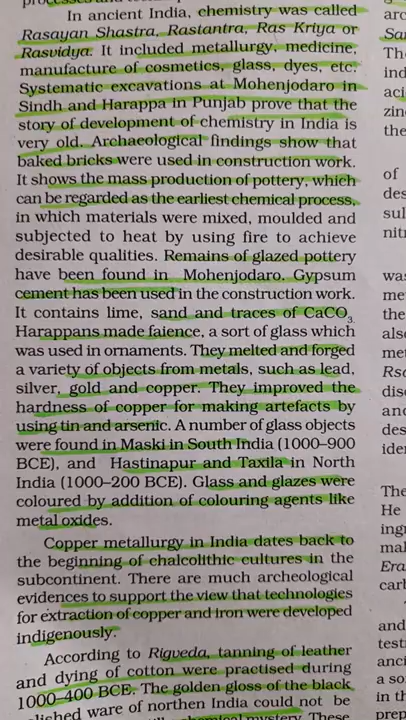 In ancient India, chemistry was called
Rasayan Shastra, Rastantra, Ras Kriya or
Rasvidya. It included metallurgy, medicine,
manufacture of cosmetics, glass, dyes, etc.
Systematic excavations at Mohenjodaro in
Sindh and Harappa in Punjab prove that the
story of development of chemistry in India is
very old. Archaeological findings show that
baked bricks were used in construction work.
It shows the mass production of pottery, which
can be regarded as the earliest chemical process,
in which materials were mixed, moulded and
subjected to heat by using fire to achieve
desirable qualities. Remains of glazed pottery
have been found in Mohenjodaro. Gypsum
cement has been used in the construction work.
It contains lime, sand and traces of CaCO₃.
Harappans made faience, a sort of glass which
was used in ornaments. They melted and forged
a variety of objects from metals, such as lead,
silver, gold and copper. They improved the
hardness of copper for making artefacts by
using tin and arsenic. A number of glass objects
were found in Maski in South India (1000–900
BCE), and Hastinapur and Taxila in North
India (1000–200 BCE). Glass and glazes were
coloured by addition of colouring agents like
metal oxides.
Copper metallurgy in India dates back to
the beginning of chalcolithic cultures in the
subcontinent. There are much archeological
evidences to support the view that technologies
for extraction of copper and iron were developed
indigenously.
According to Rigveda, tanning of leather
and dying of cotton were practised during
1000–400 BCE. The golden gloss of the black
ware of northen India could not be
chemical mystery. These